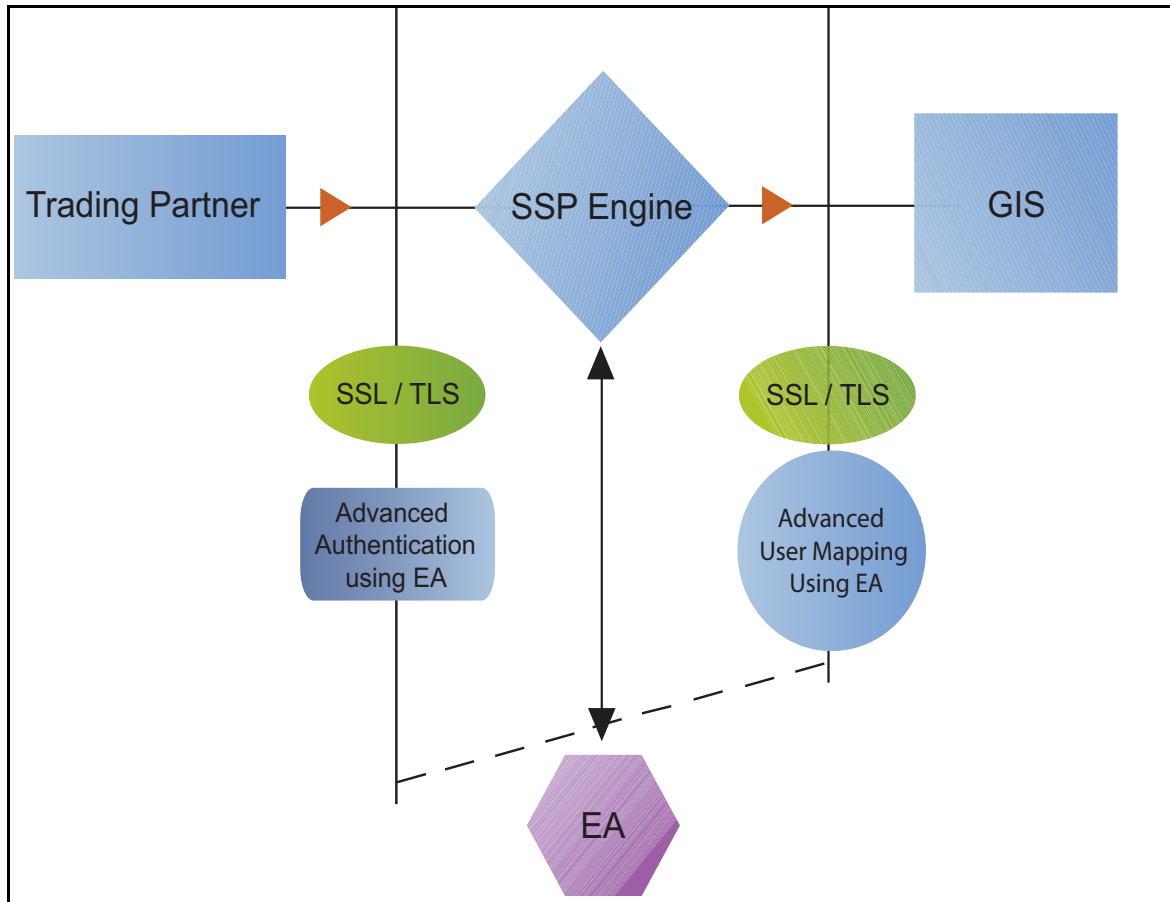 Trading Partner
SSP Engine
GIS
SSL / TLS
SSL / TLS
Advanced
Authentication
using EA
Advanced
User Mapping
Using EA
EA